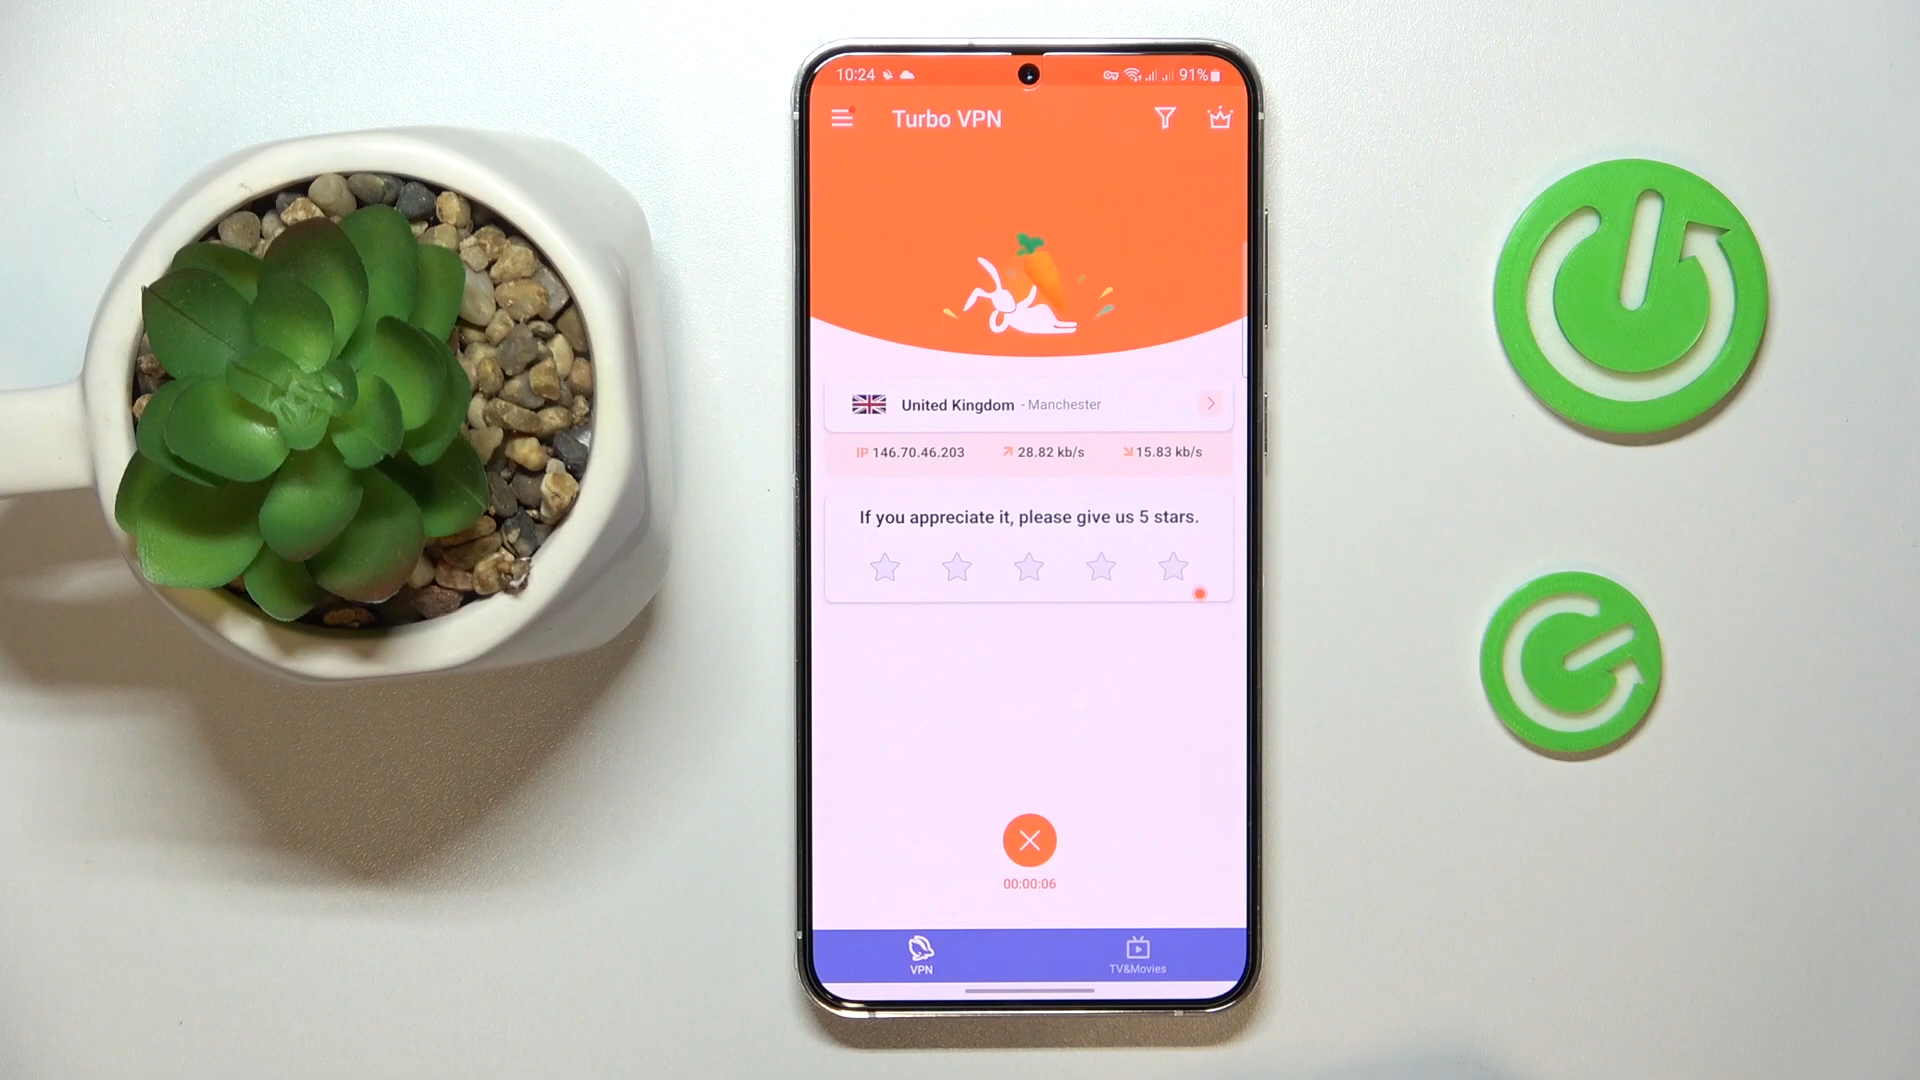 10:24 91%
Turbo VPN
United Kingdom - Manchester
IP 146.70.46.203 28.82 kb/s 15.83 kb/s
If you appreciate it, please give us 5 stars.
00:00:06
VPN TV&Movies